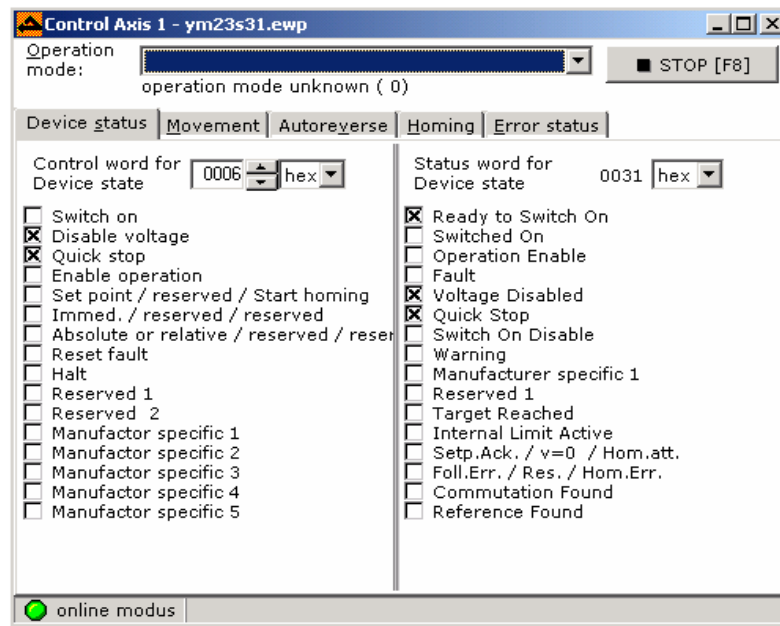 Control Axis 1 - ym23s31.ewp
Operation mode:
STOP [F8]
operation mode unknown ( 0)
Device status Movement Autoreverse Homing Error status
Control word for Device state 0006 hex
Switch on
Disable voltage
Quick stop
Enable operation
Set point / reserved / Start homing
Immed. / reserved / reserved
Absolute or relative / reserved / reser
Reset fault
Halt
Reserved 1
Reserved 2
Manufactor specific 1
Manufactor specific 2
Manufactor specific 3
Manufactor specific 4
Manufactor specific 5
Status word for Device state 0031 hex
Ready to Switch On
Switched On
Operation Enable
Fault
Voltage Disabled
Quick Stop
Switch On Disable
Warning
Manufacturer specific 1
Reserved 1
Target Reached
Internal Limit Active
Setp.Ack. / v=0 / Hom.att.
Foll.Err. / Res. / Hom.Err.
Commutation Found
Reference Found
online modus